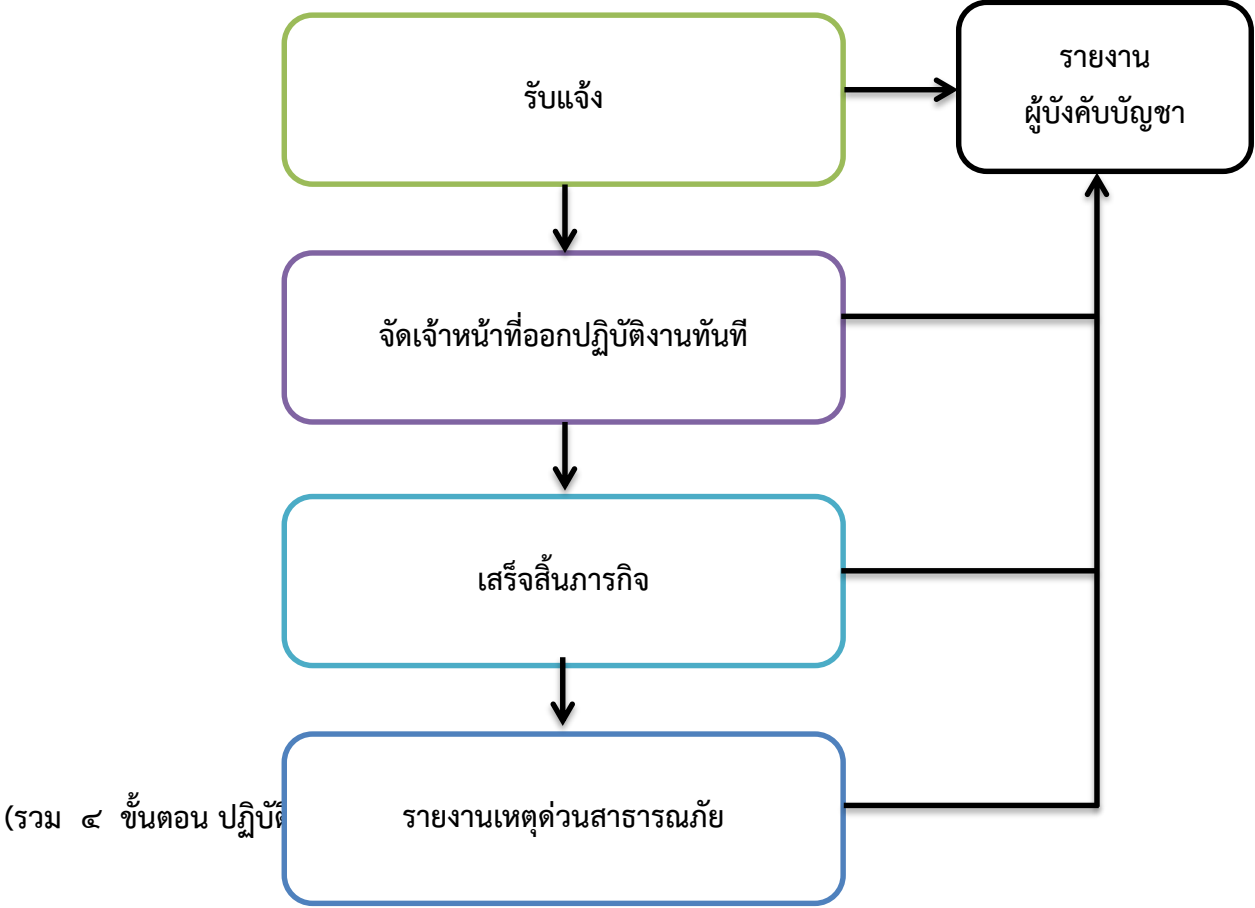 รับแจ้ง
รายงาน
ผู้บังคับบัญชา
จัดเจ้าหน้าที่ออกปฏิบัติงานทันที
เสร็จสิ้นภารกิจ
(รวม ๔ ขั้นตอน
รายงานเหตุด่วนสาธารณภัย